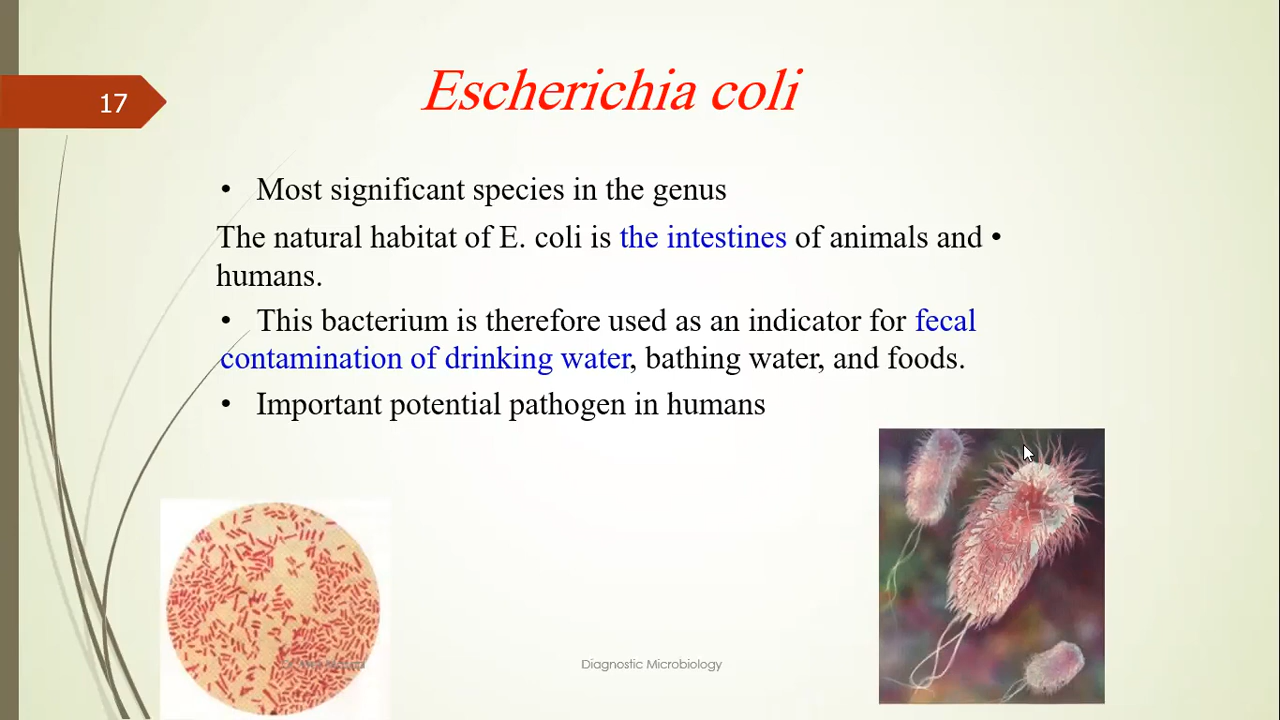 17
Escherichia coli
• Most significant species in the genus
The natural habitat of E. coli is the intestines of animals and •
humans.
• This bacterium is therefore used as an indicator for fecal
contamination of drinking water, bathing water, and foods.
• Important potential pathogen in humans
Diagnostic Microbiology